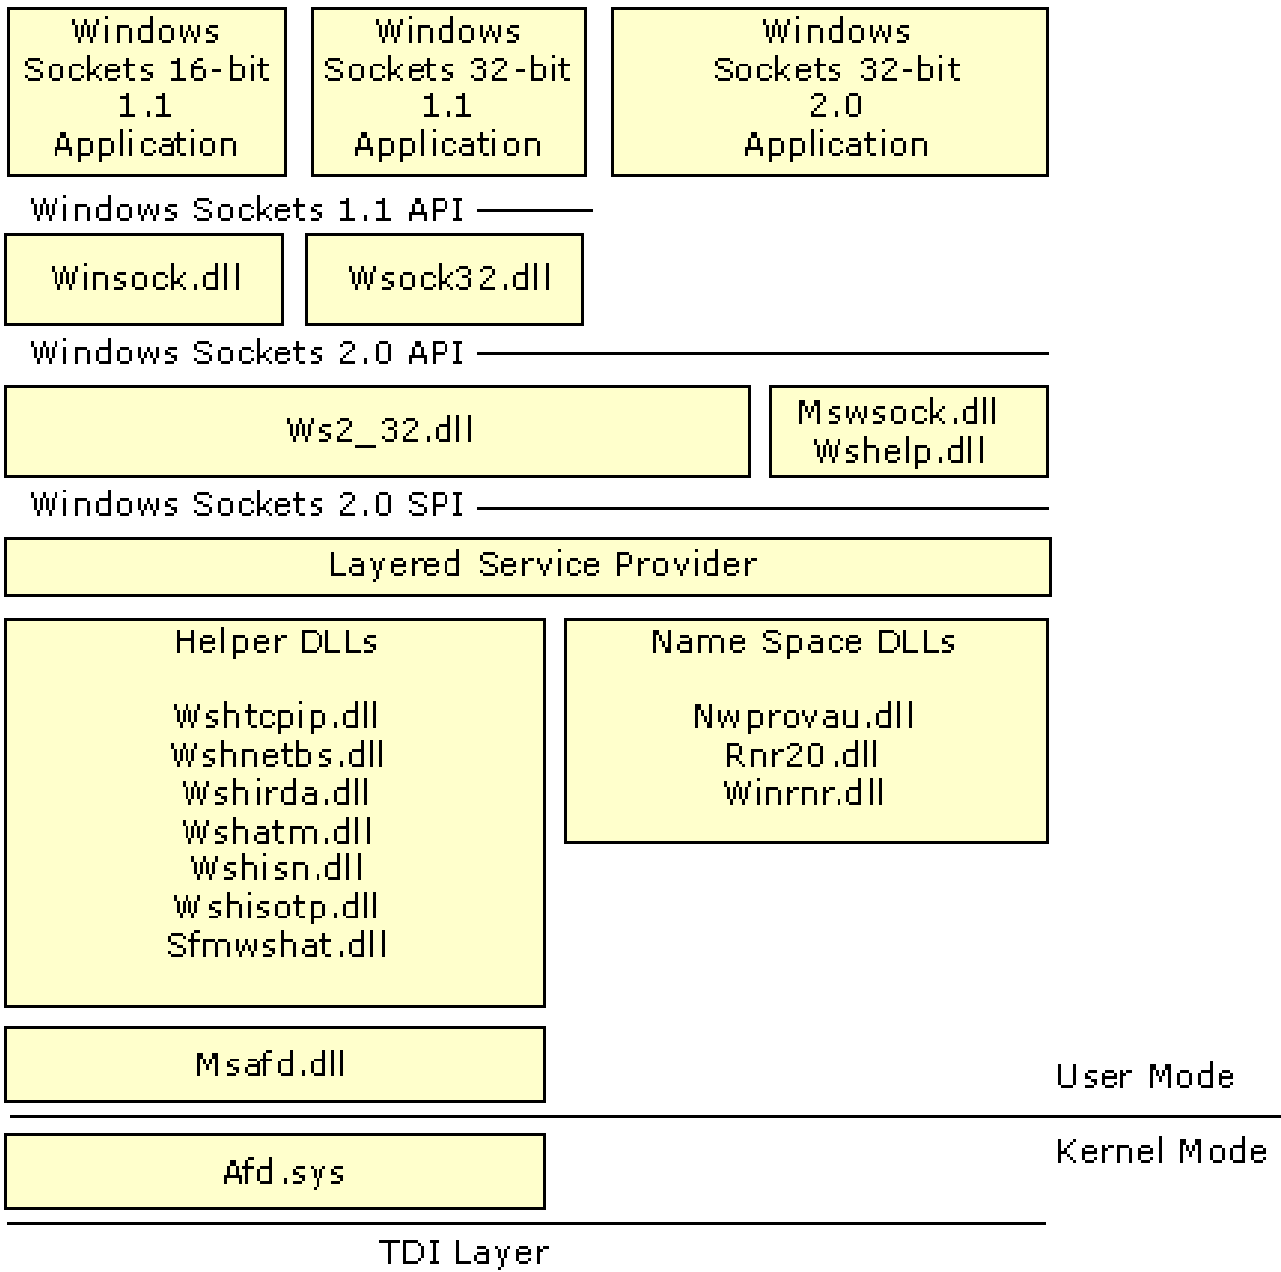 Windows
Sockets 16-bit
1.1
Application
Windows
Sockets 32-bit
1.1
Application
Windows
Sockets 32-bit
2.0
Application
Windows Sockets 1.1 API
Winsock.dll
Wsock32.dll
Windows Sockets 2.0 API
Ws2_32.dll
Mswsock.dll
Wshelp.dll
Windows Sockets 2.0 SPI
Layered Service Provider
Helper DLLs
Wshtcpip.dll
Wshnetbs.dll
Wshirda.dll
Wshatm.dll
Wshisn.dll
Wshisotp.dll
Sfmwshat.dll
Name Space DLLs
Nwprovau.dll
Rnr20.dll
Winrnr.dll
Msafd.dll
User Mode
Kernel Mode
Afd.sys
TDI Layer